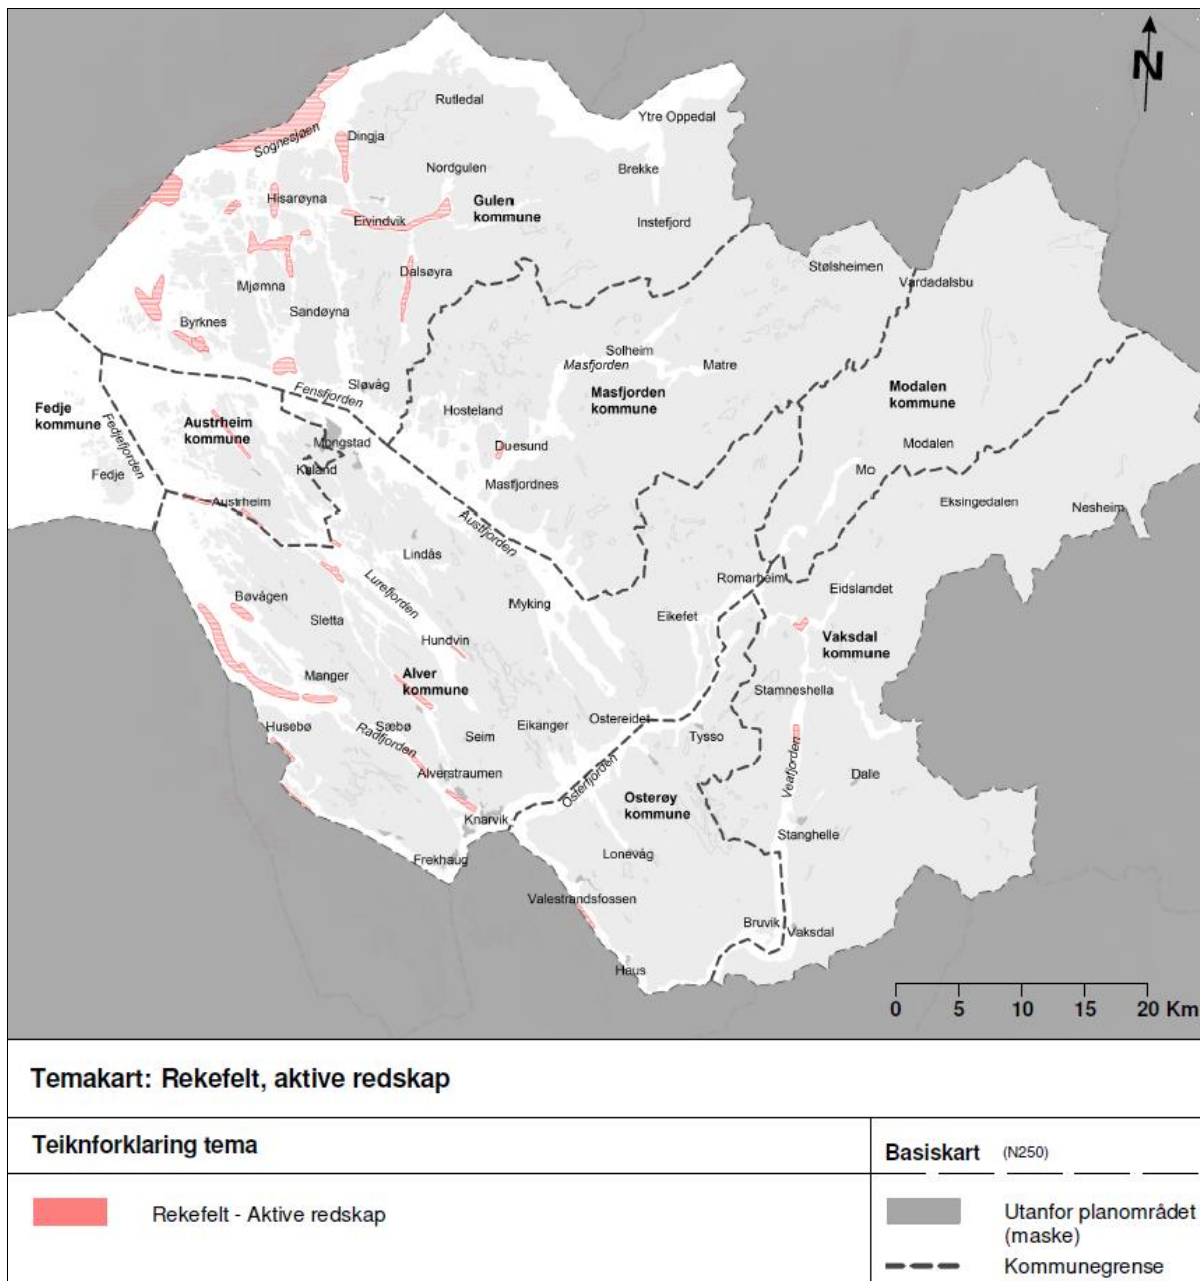 N
Rutledal
Ytre Oppedal
Sognesjøen
Dingja
Nordgulen
Brekke
Hisarøyna
Gulen
kommune
Eivindvik
Instefjord
Dalsøyra
Stølsheimen
Vardadalsbu
Mjømna
Sandøyna
Byrknes
Solheim
Masfjorden
Matre
Sløvåg
Fensfjorden
Masfjorden
kommune
Modalen
kommune
Fedje
kommune
Fedjefjorden
Austrheim
kommune
Hosteland
Mongstad
Duesund
Modalen
Mo
Fedje
Kaland
Masfjordnes
Austrheim
Eksingedalen
Nesheim
Austfjorden
Lindås
Lurefjorden
Romarheim
Eidslandet
Bøvågen
Myking
Sletta
Eikefet
Hundvin
Vaksdal
kommune
Manger
Alver
kommune
Stamneshella
Husebø
Sæbø
Radfjorden
Seim
Eikanger
Ostereidet
Tysso
Veafjorden
Alverstraumen
Osterfjorden
Dale
Osterøy
kommune
Knarvik
Stanghelle
Frekhaug
Lonevåg
Valestrandsfossen
Bruvik
Vaksdal
Haus
0 5 10 15 20 Km
Temakart: Rekefelt, aktive redskap
Teiknforklaring tema
Rekefelt - Aktive redskap
Basiskart (N250)
Utanfor planområdet
(maske)
Kommunegrense